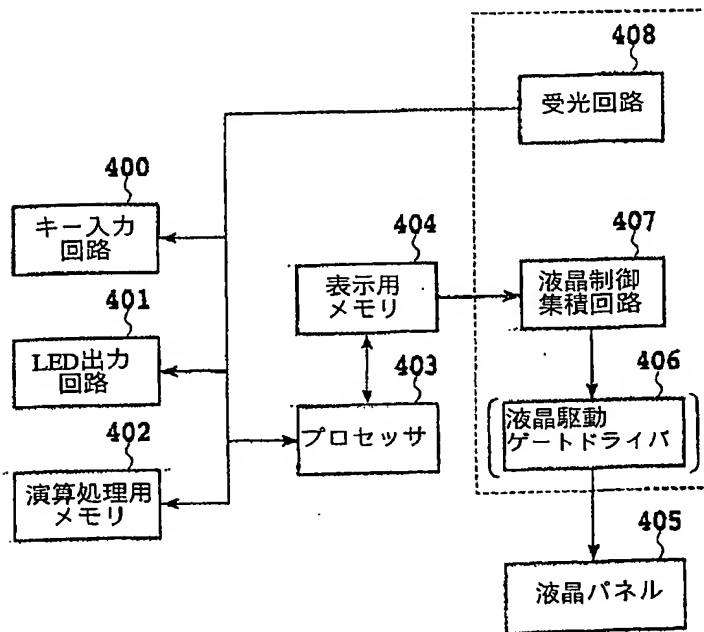 408
受光回路
400
キー入力
回路
404
表示用
メモリ
407
液晶制御
集積回路
401
LED出力
回路
403
プロセッサ
406
液晶駆動
ゲートドライバ
402
演算処理用
メモリ
405
液晶パネル